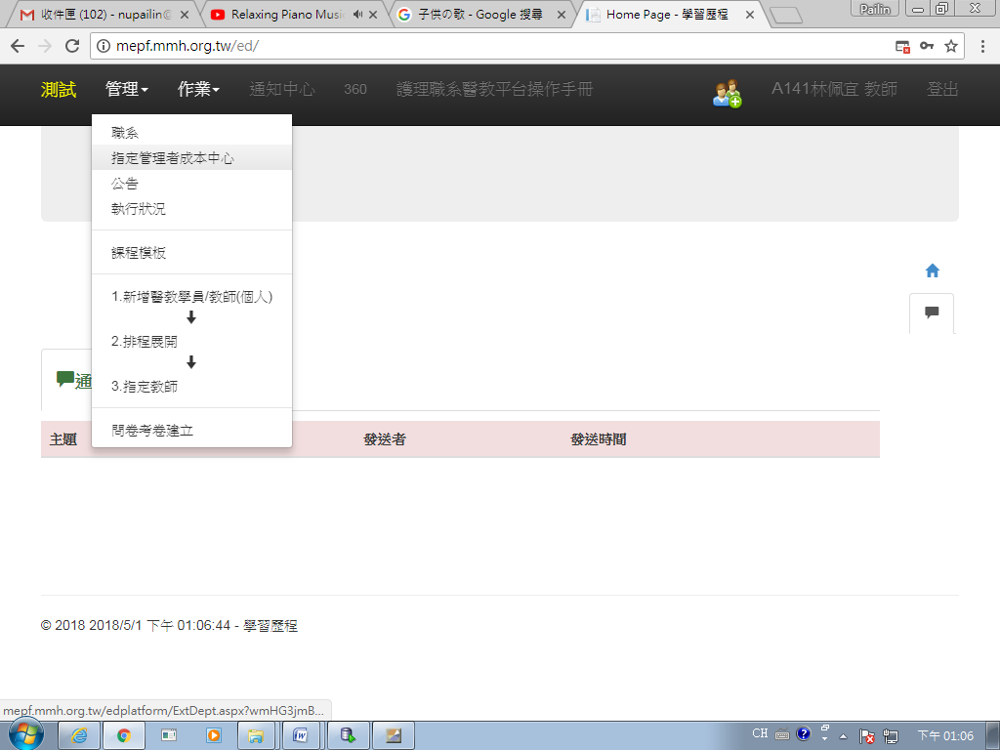 收件匣 (102) - nupailin@
Relaxing Piano Musi
子供の歌 - Google 搜尋
Home Page - 學習歷程
Pailin
mepf.mmh.org.tw/ed/
測試 管理 作業 通知中心 360 護理職系醫教平台操作手冊 A141林佩宜 教師 登出
職系
指定管理者成本中心
公告
執行狀況
課程模板
1.新增醫教學員/教師(個人)
2.排程展開
3.指定教師
問卷考卷建立
通
主題 發送者 發送時間
© 2018 2018/5/1 下午 01:06:44 - 學習歷程
mepf.mmh.org.tw/edplatform/ExtDept.aspx?wmHG3jmB...
CH 下午 01:06